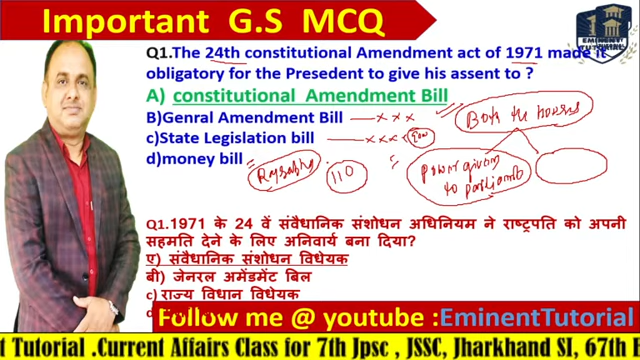 Important G.S MCQ
EMINENT
TUTORIAL
Q1.The 24th constitutional Amendment act of 1971 made it
obligatory for the Presedent to give his assent to ?
A) constitutional Amendment Bill
B)Genral Amendment Bill
c)State Legislation bill
d)money bill
Both the houses
110
Power given
to parliament
Q1.1971 के 24 वें संवैधानिक संशोधन अधिनियम ने राष्ट्रपति को अपनी
सहमति देने के लिए अनिवार्य बना दिया?
ए) संवैधानिक संशोधन विधेयक
बी) जेनरल अमेंडमेंट बिल
c) राज्य विधान विधेयक
d
Follow me @ youtube :EminentTutorial
t Tutorial .Current Affairs Class for 7th Jpsc , JSSC, Jharkhand SI, 67th